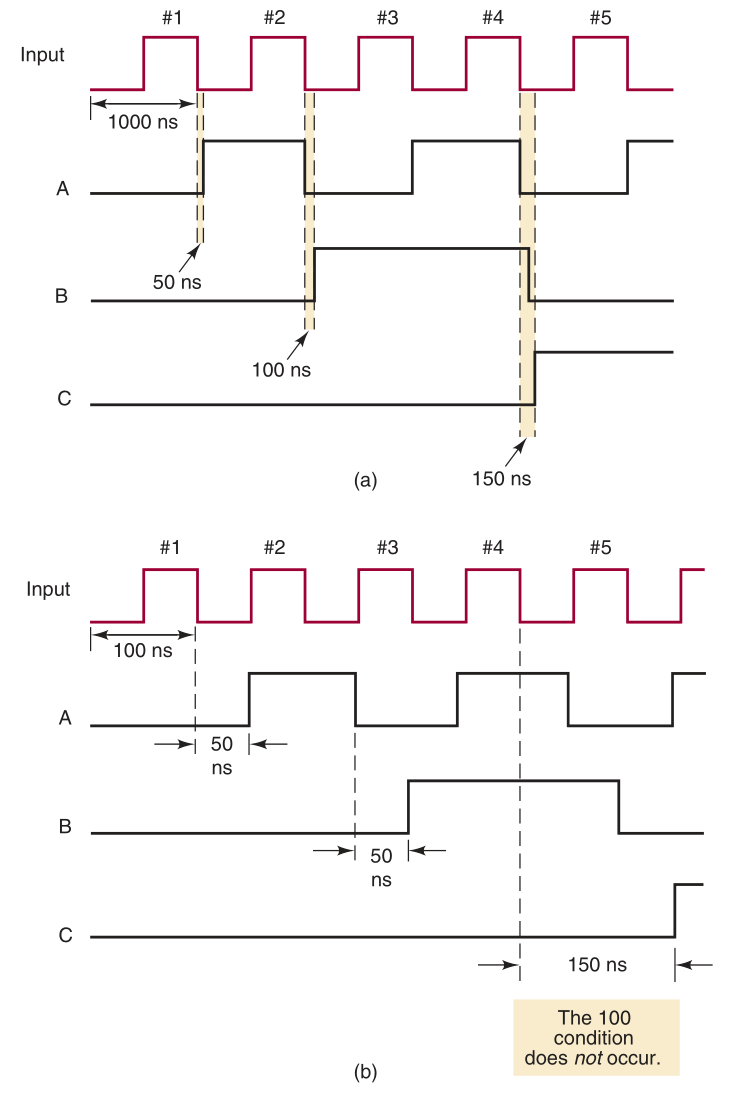 #1 #2 #3 #4 #5
Input
1000 ns
A
50 ns
B
100 ns
C
150 ns
(a)
#1 #2 #3 #4 #5
Input
100 ns
A
50
ns
B
50
ns
C
150 ns
The 100
condition
does not occur.
(b)